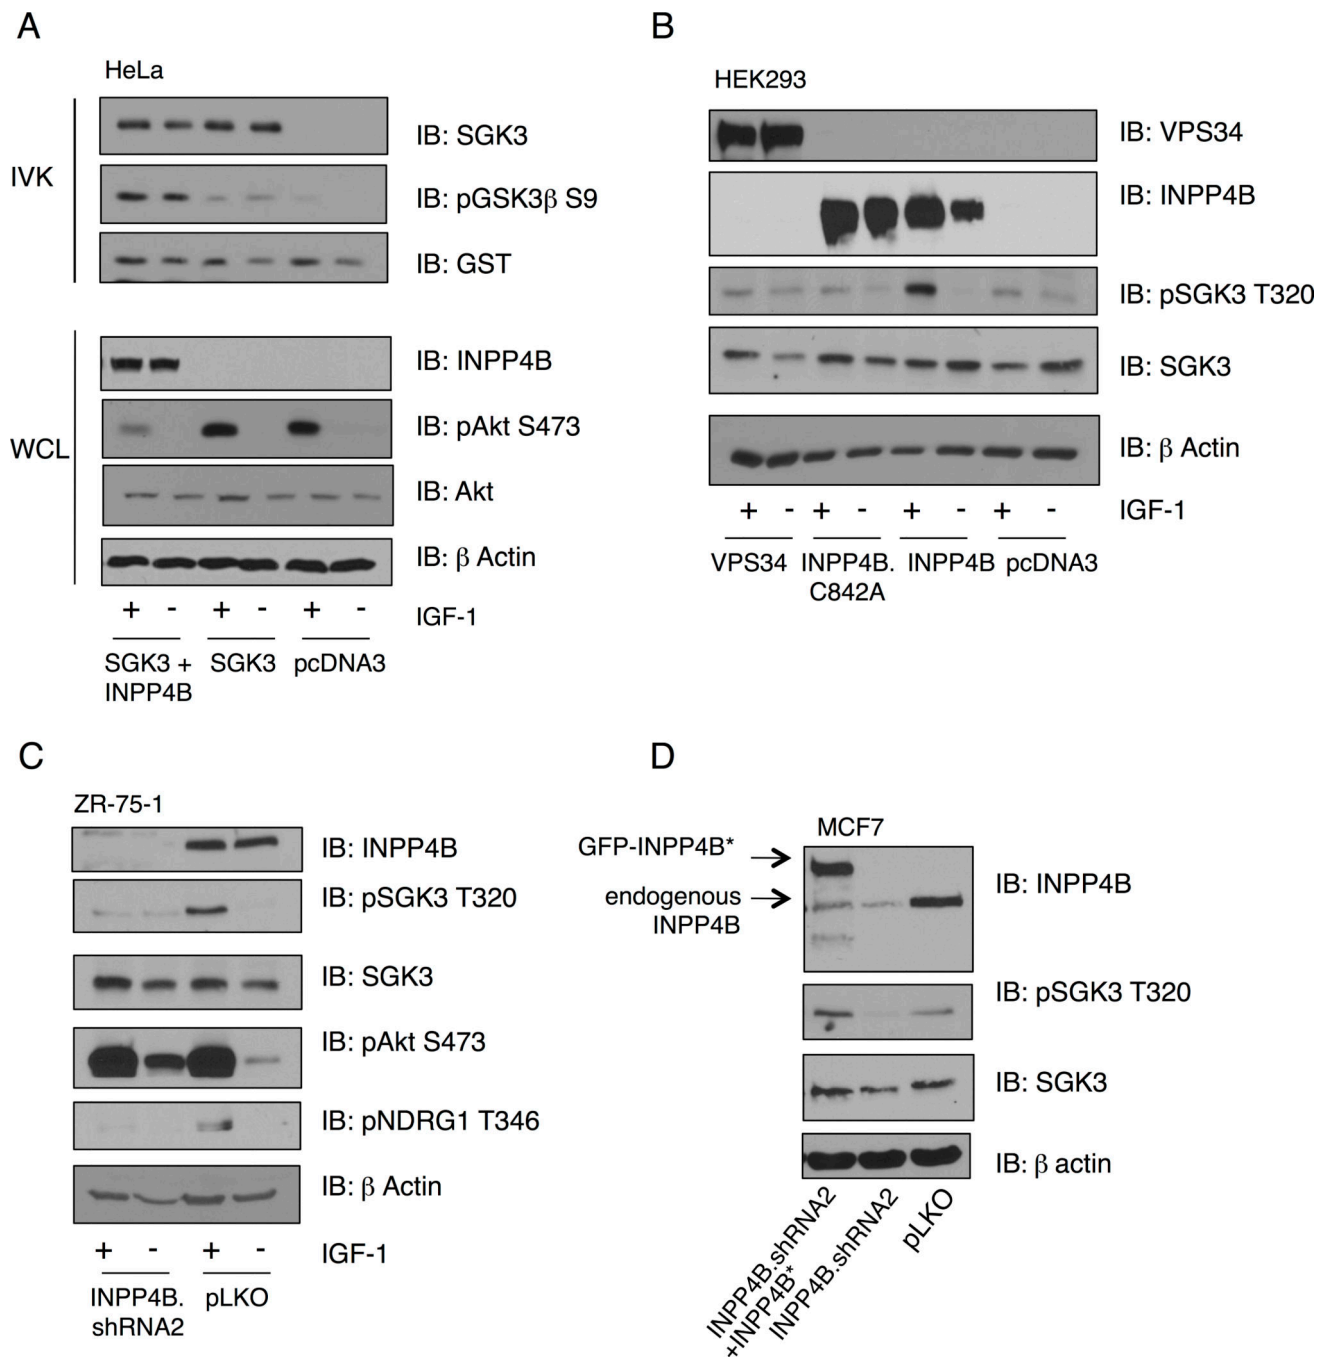 A
HeLa
IVK
IB: SGK3
IB: pGSK3β S9
IB: GST
WCL
IB: INPP4B
IB: pAkt S473
IB: Akt
IB: β Actin
+ - + - + - IGF-1
SGK3 + INPP4B
SGK3
pcDNA3
B
HEK293
IB: VPS34
IB: INPP4B
IB: pSGK3 T320
IB: SGK3
IB: β Actin
+ - + - + - + - IGF-1
VPS34
INPP4B.
C842A
INPP4B
pcDNA3
C
ZR-75-1
IB: INPP4B
IB: pSGK3 T320
IB: SGK3
IB: pAkt S473
IB: pNDRG1 T346
IB: β Actin
+ - + - IGF-1
INPP4B.
shRNA2
pLKO
D
MCF7
GFP-INPP4B*
endogenous
INPP4B
IB: INPP4B
IB: pSGK3 T320
IB: SGK3
IB: β actin
INPP4B.shRNA2
+INPP4B*
INPP4B.shRNA2
pLKO